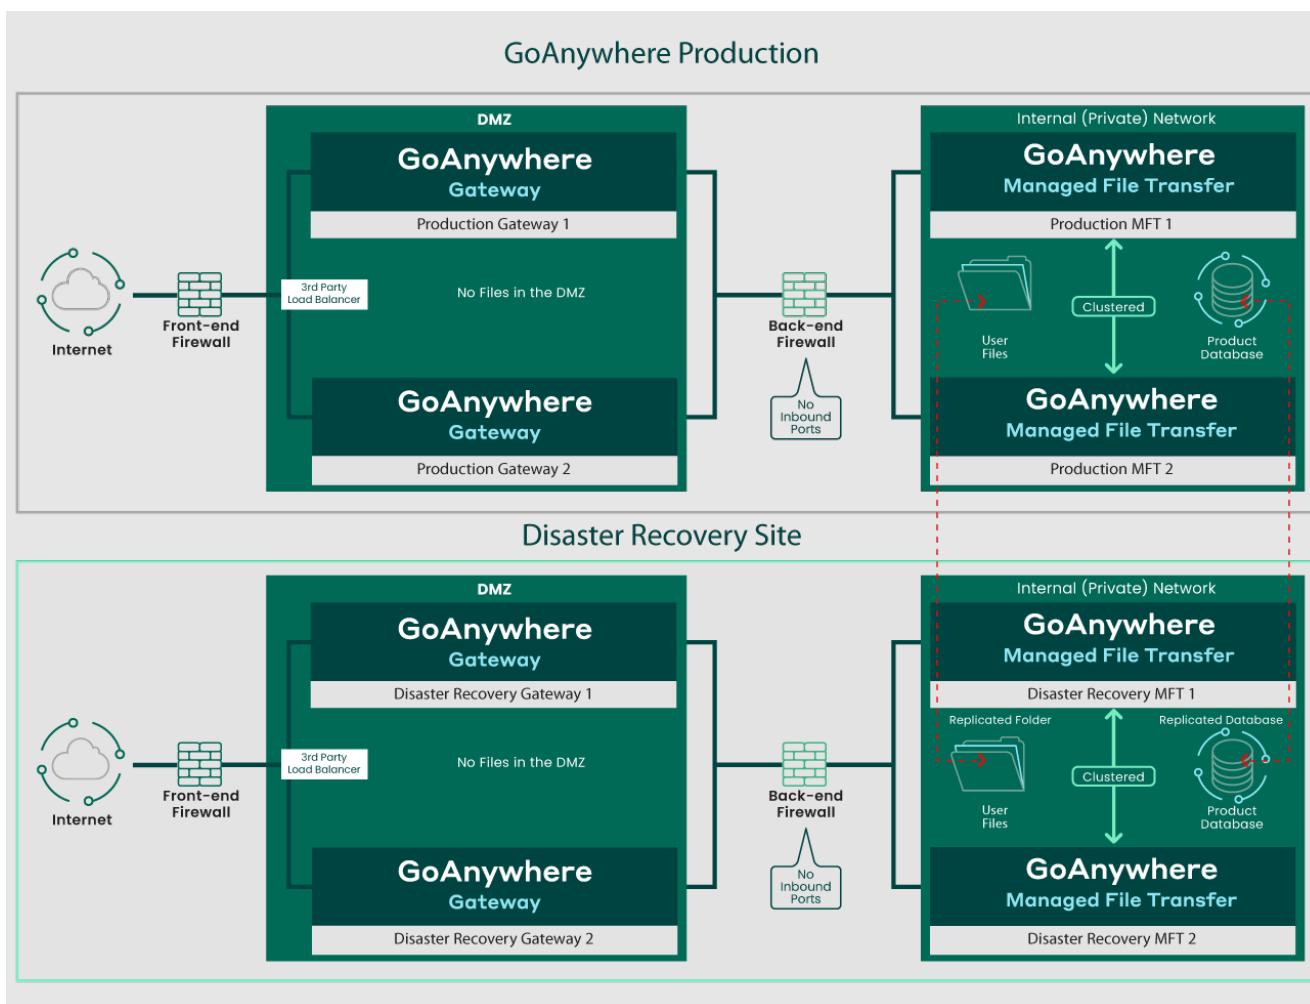 GoAnywhere Production
DMZ
GoAnywhere
Gateway
Production Gateway 1
3rd Party
Load Balancer
No Files in the DMZ
Internet
Front-end
Firewall
GoAnywhere
Gateway
Production Gateway 2
Back-end
Firewall
No
Inbound
Ports
Internal (Private) Network
GoAnywhere
Managed File Transfer
Production MFT 1
User
Files
Clustered
Product
Database
GoAnywhere
Managed File Transfer
Production MFT 2
Disaster Recovery Site
DMZ
GoAnywhere
Gateway
Disaster Recovery Gateway 1
3rd Party
Load Balancer
No Files in the DMZ
Internet
Front-end
Firewall
GoAnywhere
Gateway
Disaster Recovery Gateway 2
Back-end
Firewall
No
Inbound
Ports
Internal (Private) Network
GoAnywhere
Managed File Transfer
Disaster Recovery MFT 1
Replicated Folder
Replicated Database
User
Files
Clustered
Product
Database
GoAnywhere
Managed File Transfer
Disaster Recovery MFT 2